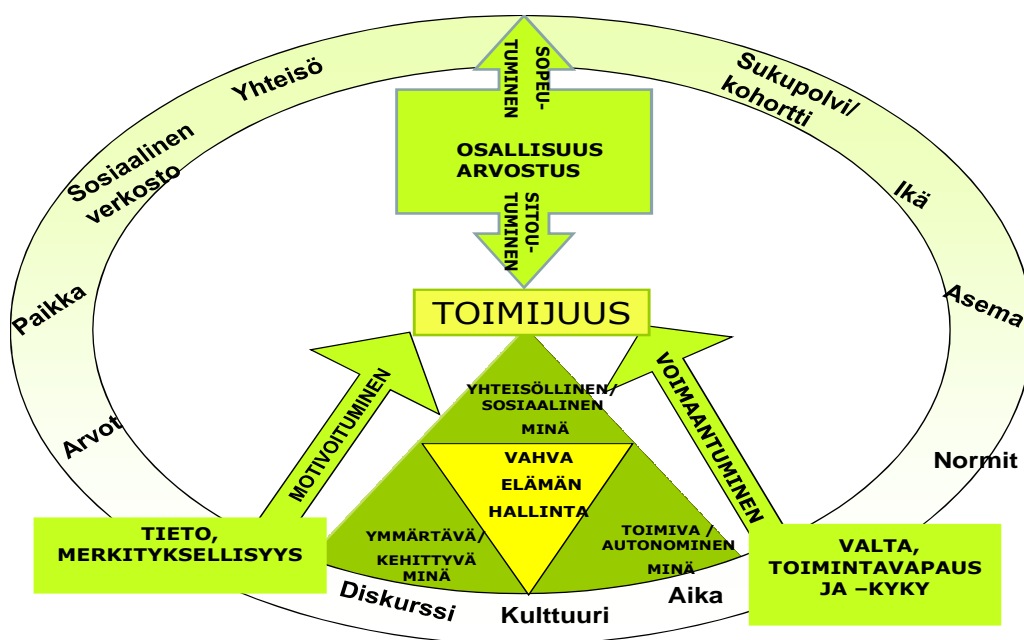 SOPEU-
TUMINEN
Yhteisö
Sukupolvi/
kohortti
Sosiaalinen
verkosto
OSALLISUUS
ARVOSTUS
Ikä
SITOU-
TUMINEN
Paikka
TOIMIJUUS
Asema
MOTIVOITUMINEN
VOIMAANTUMINEN
YHTEISÖLLINEN/
SOSIAALINEN
MINÄ
Arvot
Normit
VAHVA
ELÄMÄN
HALLINTA
TIETO,
MERKITYKSELLISYYS
YMMÄRTÄVÄ/
KEHITTYVÄ
MINÄ
TOIMIVA /
AUTONOMINEN
MINÄ
VALTA,
TOIMINTAVAPAUS
JA –KYKY
Diskurssi
Kulttuuri
Aika